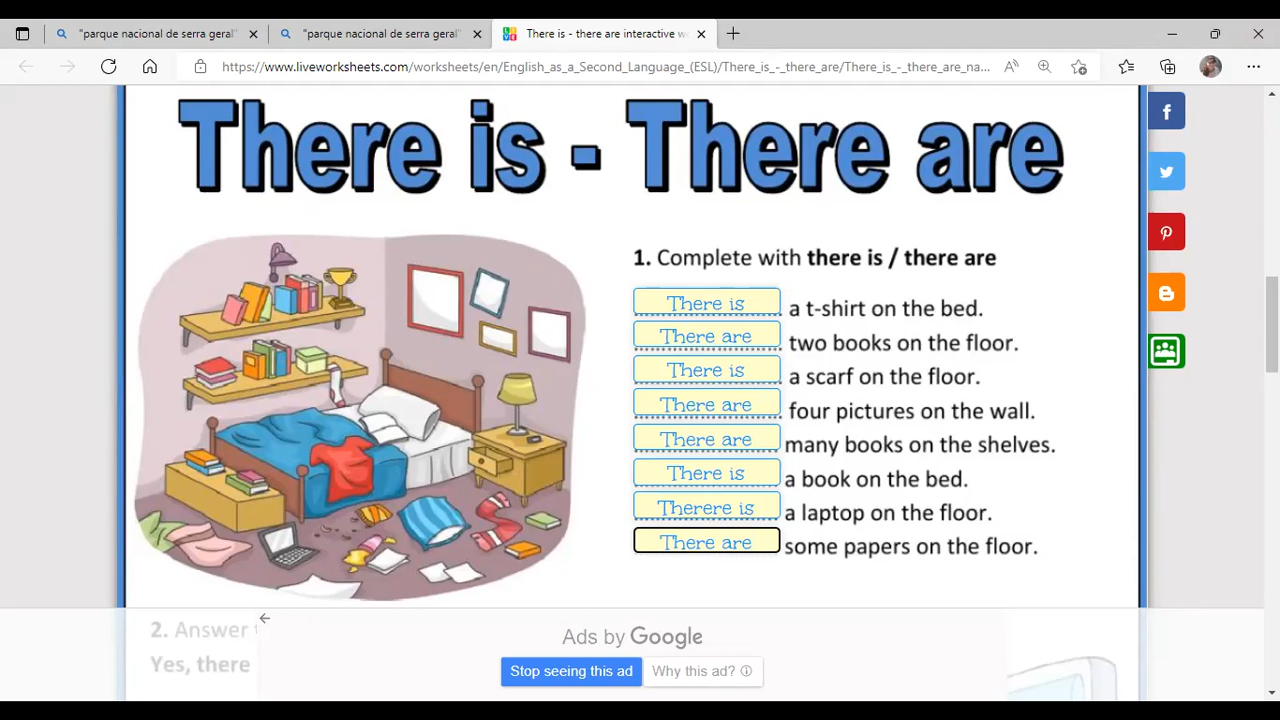 "parque nacional de serra geral"
"parque nacional de serra geral"
There is - there are interactive w
https://www.liveworksheets.com/worksheets/en/English_as_a_Second_Language_(ESL)/There_is_-_there_are/There_is_-_there_are_na...
There is - There are
1. Complete with there is / there are
There is a t-shirt on the bed.
There are two books on the floor.
There is a scarf on the floor.
There are four pictures on the wall.
There are many books on the shelves.
There is a book on the bed.
Therere is a laptop on the floor.
There are some papers on the floor.
2. Answer
Yes, there
Ads by Google
Stop seeing this ad
Why this ad?